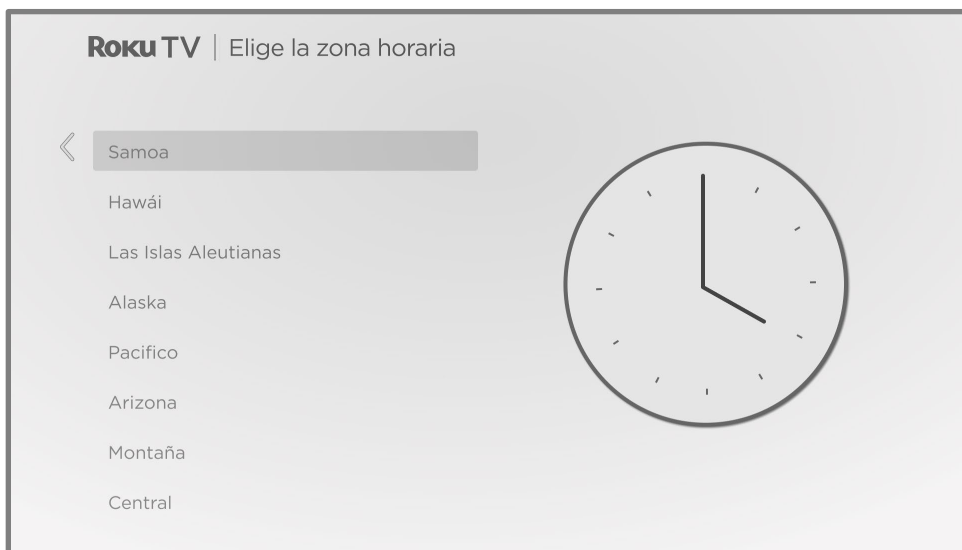 Roku TV | Elige la zona horaria
Samoa
Hawái
Las Islas Aleutianas
Alaska
Pacifico
Arizona
Montaña
Central